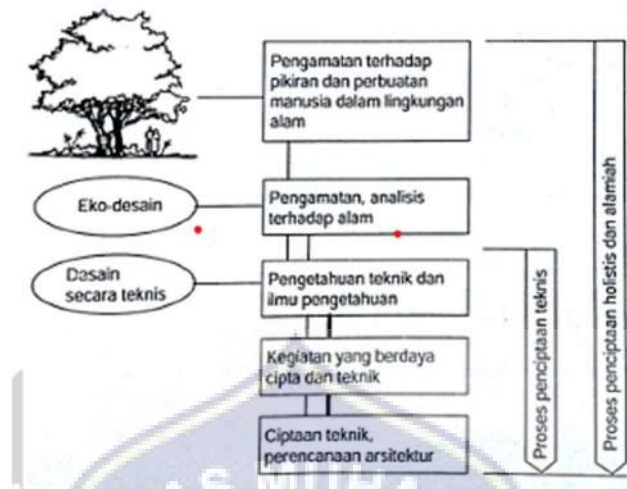 Pengamatan terhadap
pikiran dan perbuatan
manusia dalam lingkungan
alam
Eko-desain
Pengamatan, analisis
terhadap alam
Dasain
secara teknis
Pengetahuan teknik dan
ilmu pengetahuan
Kegiatan yang berdaya
cipta dan teknik
Ciptaan teknik,
perencanaan arsitektur
Proses penciptaan teknis
Proses penciptaan holistis dan alamiah
AS MUHA